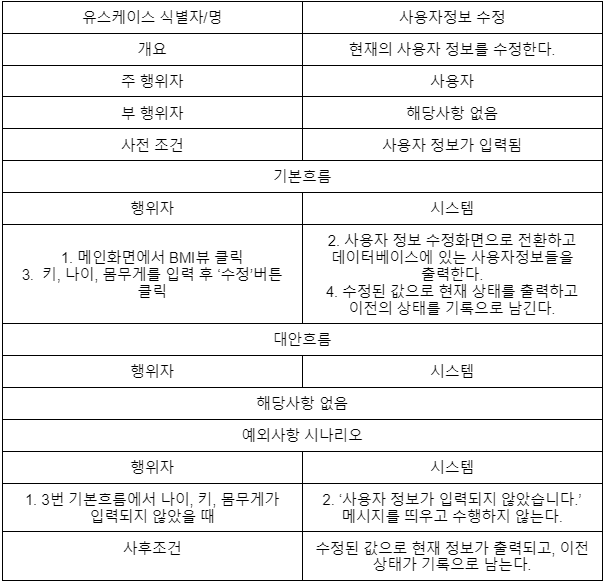 유스케이스 식별자/명
사용자정보 수정
개요
현재의 사용자 정보를 수정한다.
주 행위자
사용자
부 행위자
해당사항 없음
사전 조건
사용자 정보가 입력됨
기본흐름
행위자
시스템
1. 메인화면에서 BMI뷰 클릭
3. 키, 나이, 몸무게를 입력 후 ‘수정’버튼
클릭
2. 사용자 정보 수정화면으로 전환하고
데이터베이스에 있는 사용자정보들을
출력한다.
4. 수정된 값으로 현재 상태를 출력하고
이전의 상태를 기록으로 남긴다.
대안흐름
행위자
시스템
해당사항 없음
예외사항 시나리오
행위자
시스템
1. 3번 기본흐름에서 나이, 키, 몸무게가
입력되지 않았을 때
2. ‘사용자 정보가 입력되지 않았습니다.’
메시지를 띄우고 수행하지 않는다.
사후조건
수정된 값으로 현재 정보가 출력되고, 이전
상태가 기록으로 남는다.